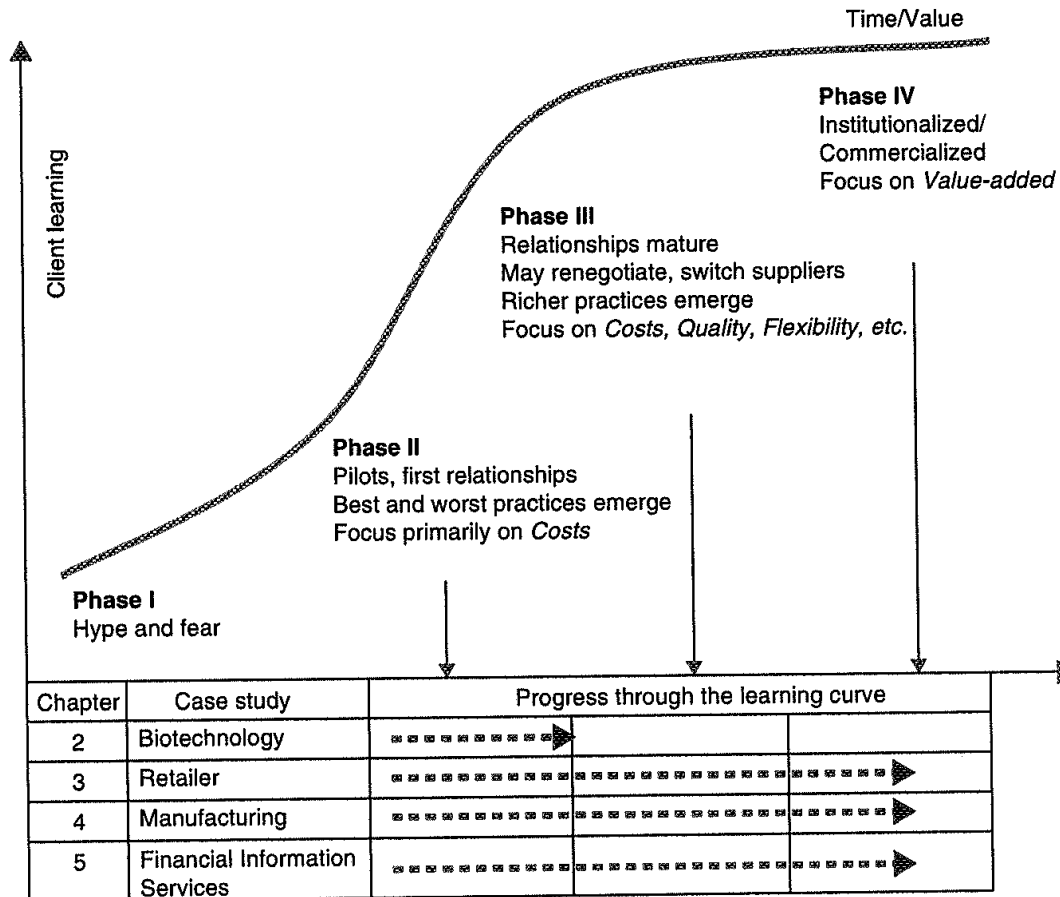 Time/Value
Client learning
Phase IV
Institutionalized/
Commercialized
Focus on Value-added
Phase III
Relationships mature
May renegotiate, switch suppliers
Richer practices emerge
Focus on Costs, Quality, Flexibility, etc.
Phase II
Pilots, first relationships
Best and worst practices emerge
Focus primarily on Costs
Phase I
Hype and fear
Chapter Case study Progress through the learning curve
2 Biotechnology
3 Retailer
4 Manufacturing
5 Financial Information
Services